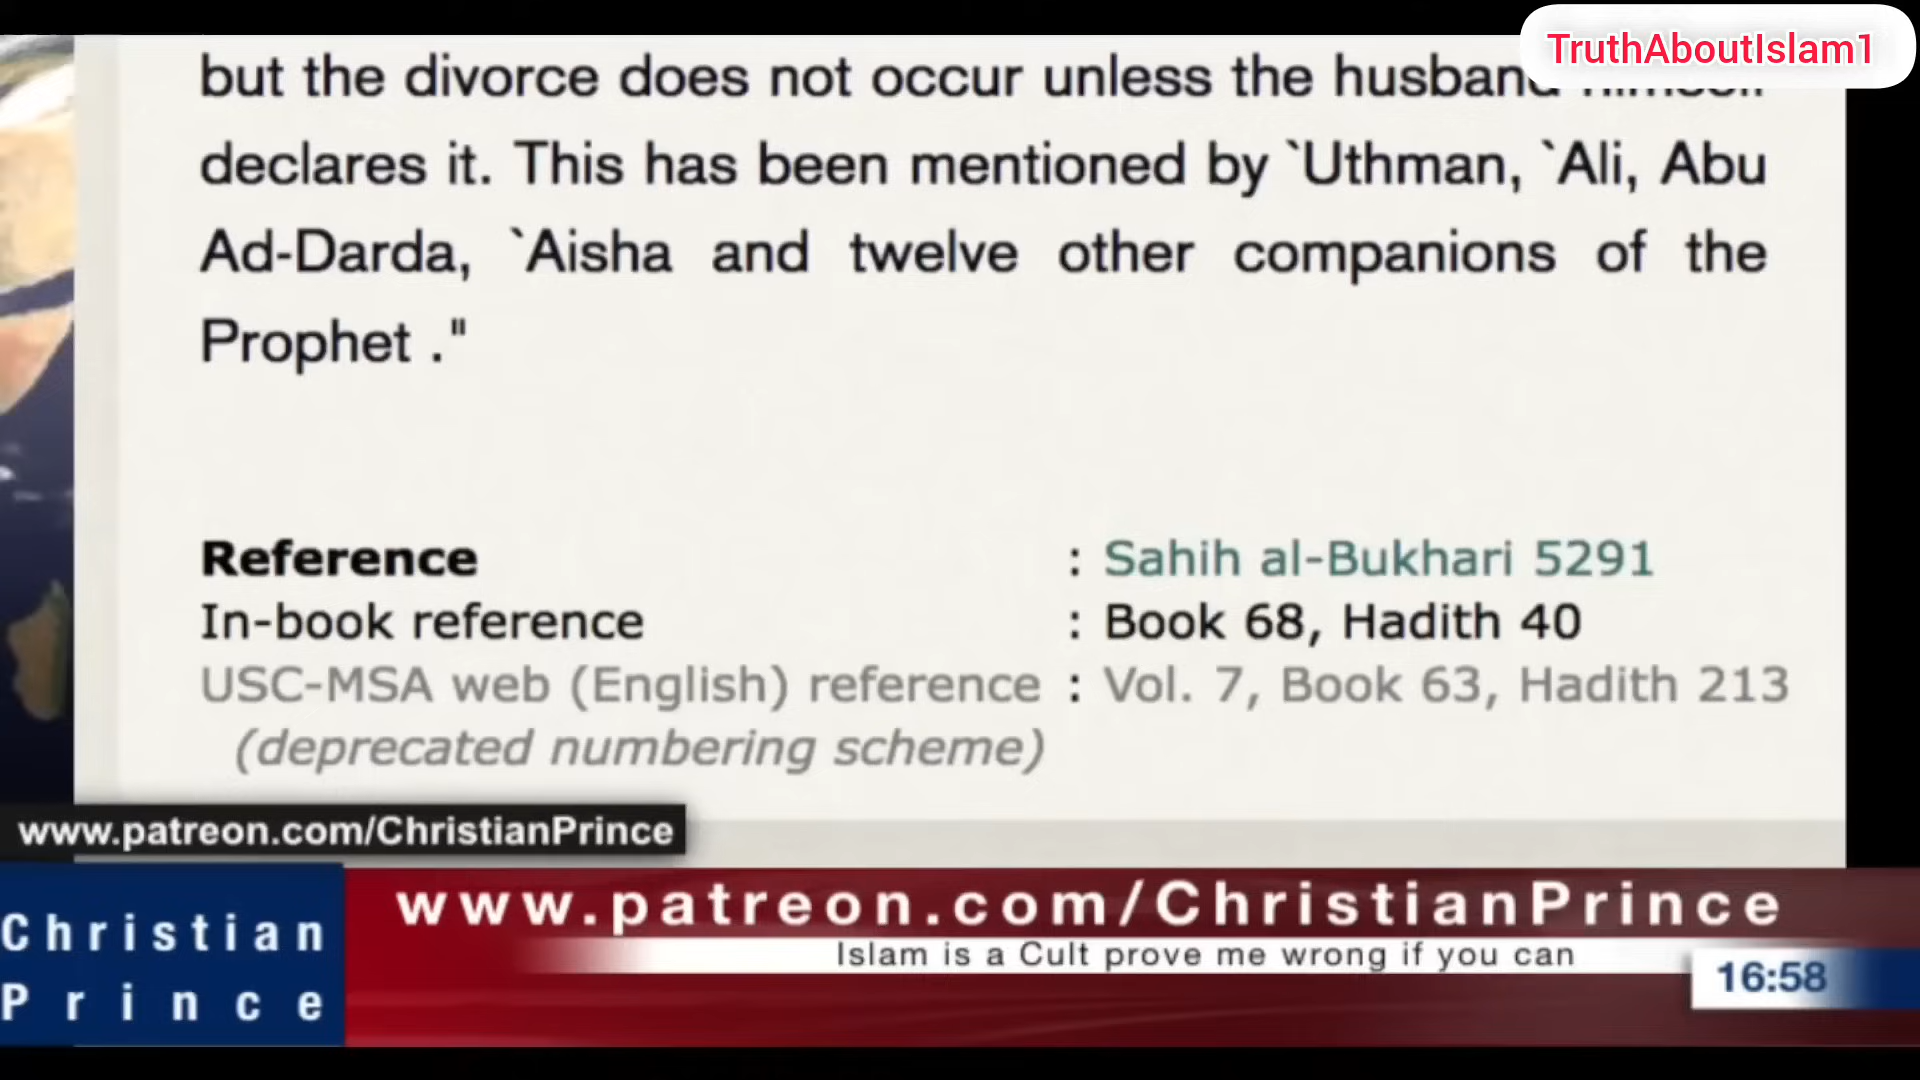 TruthAboutIslam1
but the divorce does not occur unless the husband himself
declares it. This has been mentioned by `Uthman, `Ali, Abu
Ad-Darda, `Aisha and twelve other companions of the
Prophet ."
Reference : Sahih al-Bukhari 5291
In-book reference : Book 68, Hadith 40
USC-MSA web (English) reference : Vol. 7, Book 63, Hadith 213
(deprecated numbering scheme)
www.patreon.com/ChristianPrince
Christian
Prince
www.patreon.com/ChristianPrince
Islam is a Cult prove me wrong if you can
16:58